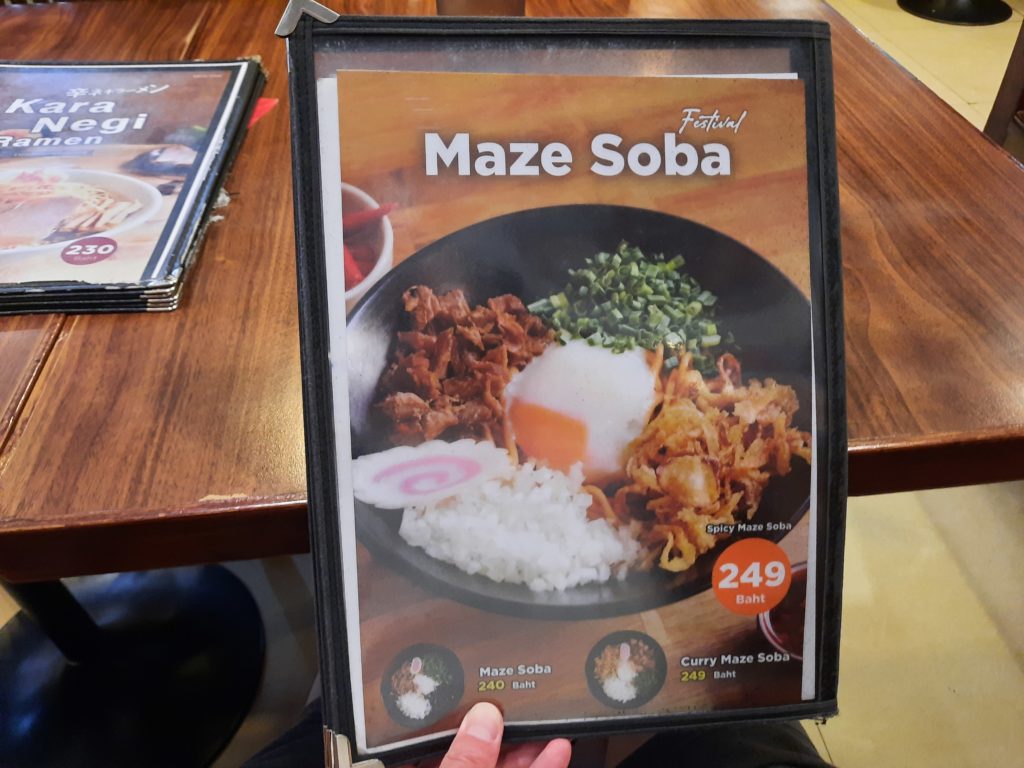 辛ネギラーメン
Kara
Negi
Ramen
230
Baht
Festival
Maze Soba
Spicy Maze Soba
249
Baht
Maze Soba
240 Baht
Curry Maze Soba
249 Baht